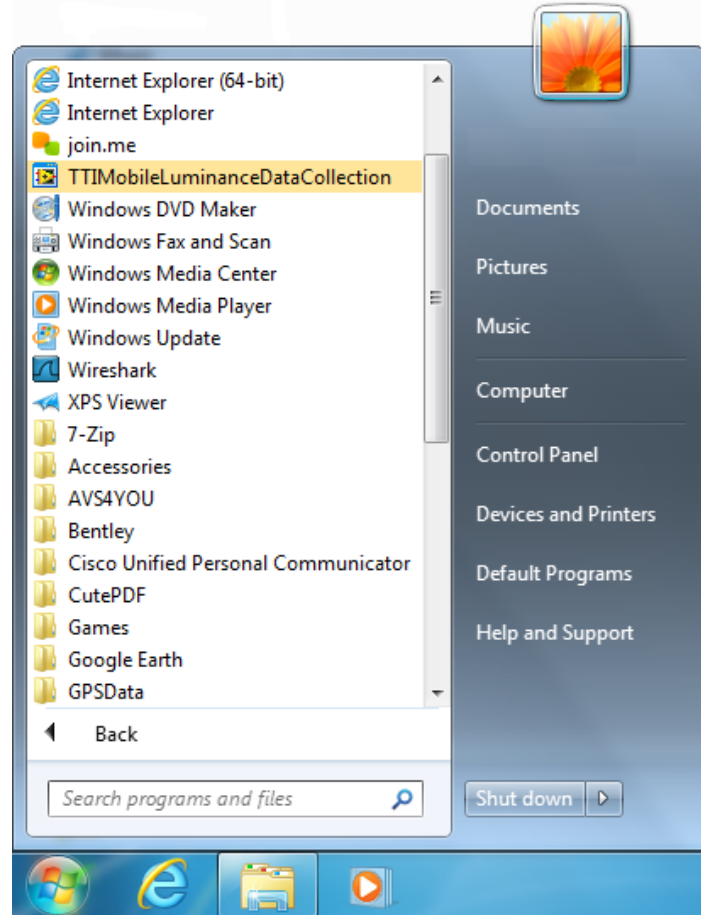 Internet Explorer (64-bit)
Internet Explorer
join.me
TTIMobileLuminanceDataCollection
Windows DVD Maker
Windows Fax and Scan
Windows Media Center
Windows Media Player
Windows Update
Wireshark
XPS Viewer
7-Zip
Accessories
AVS4YOU
Bentley
Cisco Unified Personal Communicator
CutePDF
Games
Google Earth
GPSData
Back
Search programs and files
Documents
Pictures
Music
Computer
Control Panel
Devices and Printers
Default Programs
Help and Support
Shut down